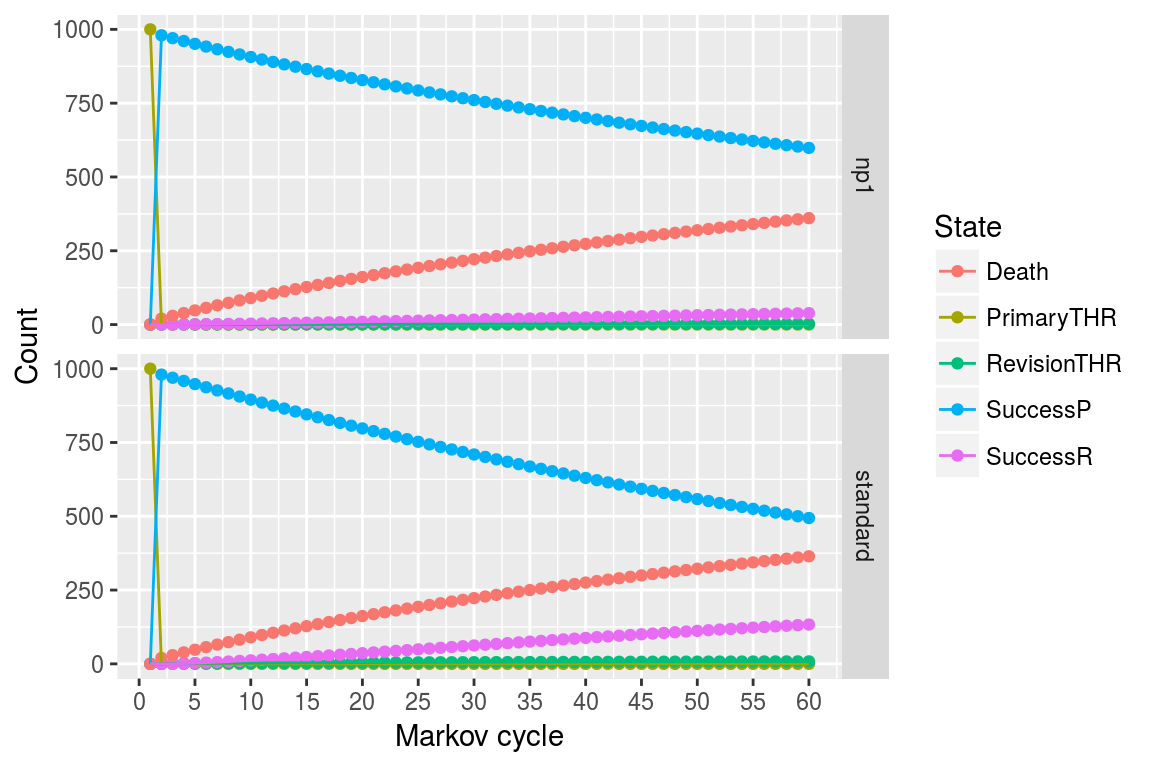 1000
750
500
250
0
np1
1000
750
500
250
0
standard
0 5 10 15 20 25 30 35 40 45 50 55 60
Markov cycle
Count
State
Death
PrimaryTHR
RevisionTHR
SuccessP
SuccessR